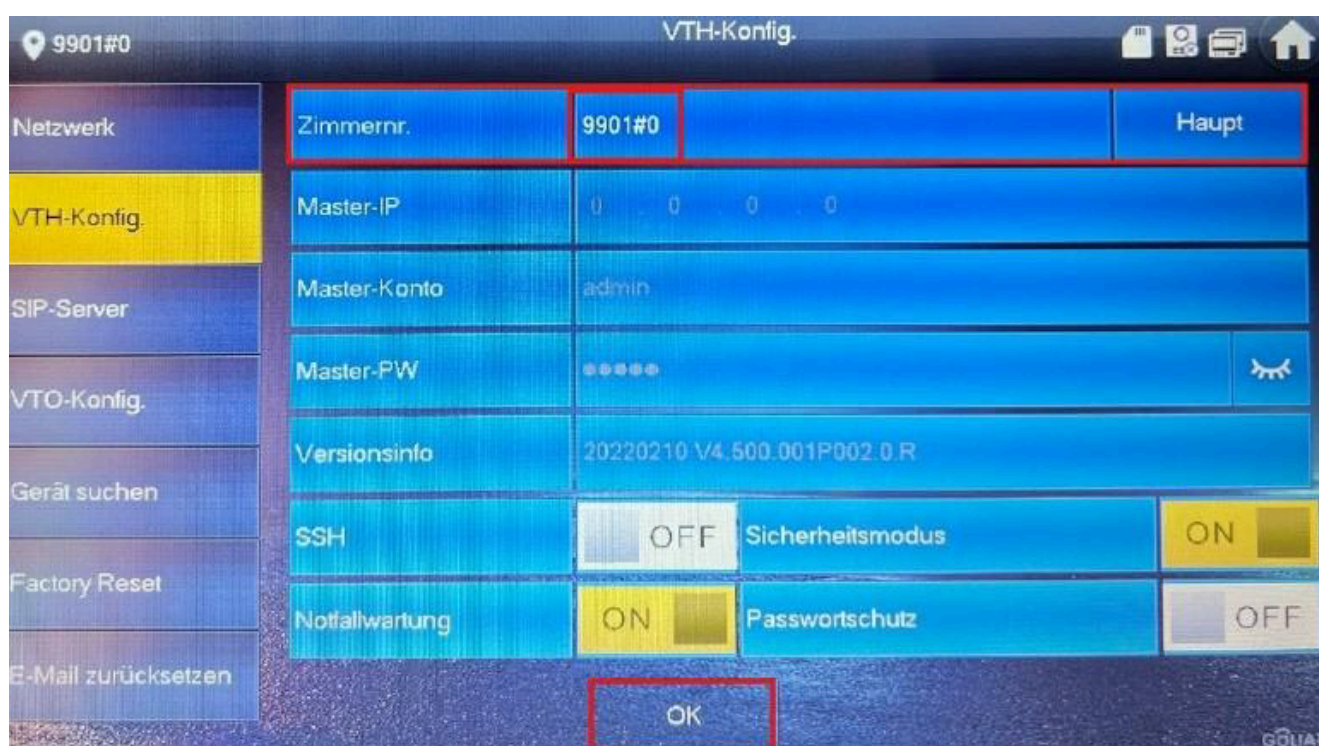 9901#0
VTH-Konfig.
Netzwerk
VTH-Konfig.
SIP-Server
VTO-Konfig.
Gerät suchen
Factory Reset
E-Mail zurücksetzen
Zimmernr. 9901#0 Haupt
Master-IP 0 . 0 . 0 . 0
Master-Konto admin
Master-PW
Versionsinfo 20220210 V4.500.001P002.0.R
SSH OFF Sicherheitsmodus ON
Notfallwartung ON Passwortschutz OFF
OK